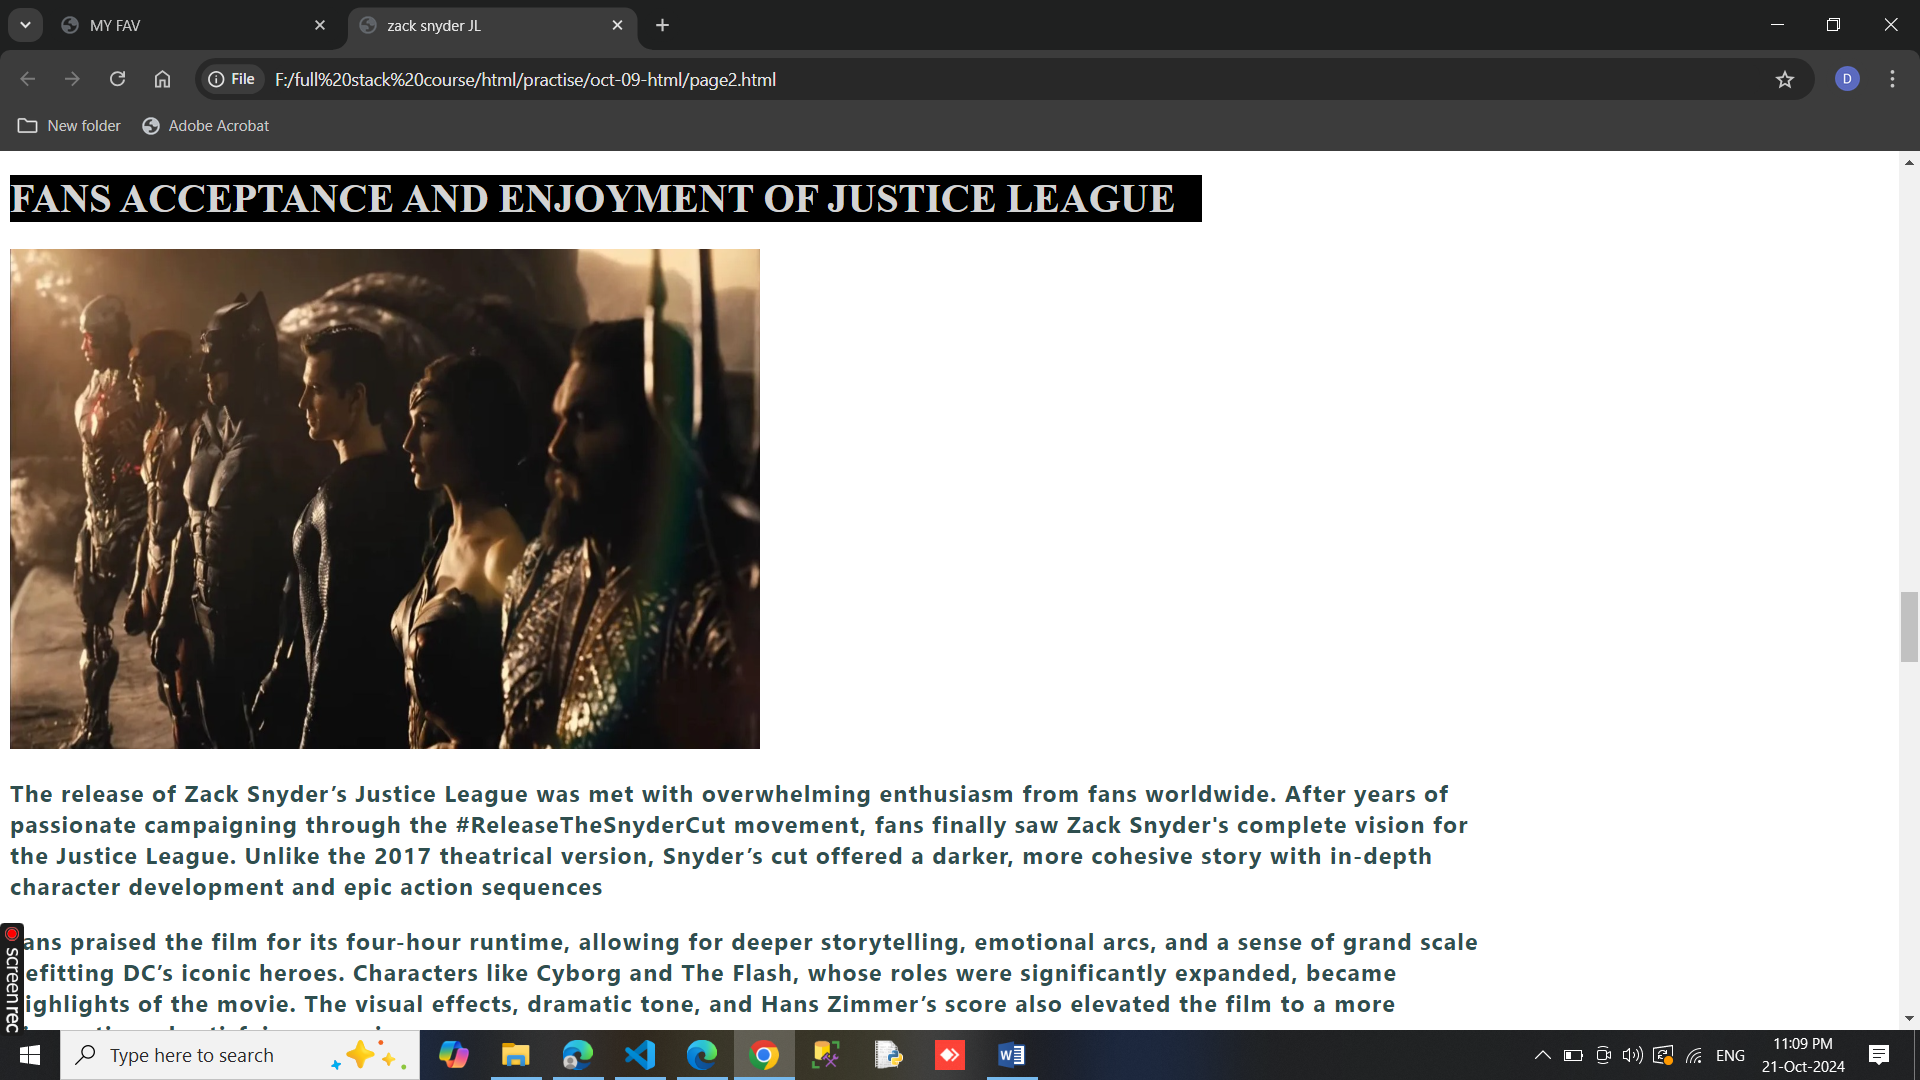 MY FAV
zack snyder JL
File
F:/full%20stack%20course/html/practise/oct-09-html/page2.html
D
New folder
Adobe Acrobat
FANS ACCEPTANCE AND ENJOYMENT OF JUSTICE LEAGUE
The release of Zack Snyder’s Justice League was met with overwhelming enthusiasm from fans worldwide. After years of
passionate campaigning through the #ReleaseTheSnyderCut movement, fans finally saw Zack Snyder's complete vision for
the Justice League. Unlike the 2017 theatrical version, Snyder’s cut offered a darker, more cohesive story with in-depth
character development and epic action sequences
ans praised the film for its four-hour runtime, allowing for deeper storytelling, emotional arcs, and a sense of grand scale
efitting DC’s iconic heroes. Characters like Cyborg and The Flash, whose roles were significantly expanded, became
ighlights of the movie. The visual effects, dramatic tone, and Hans Zimmer’s score also elevated the film to a more
screenrec
Type here to search
ENG
11:09 PM
21-Oct-2024